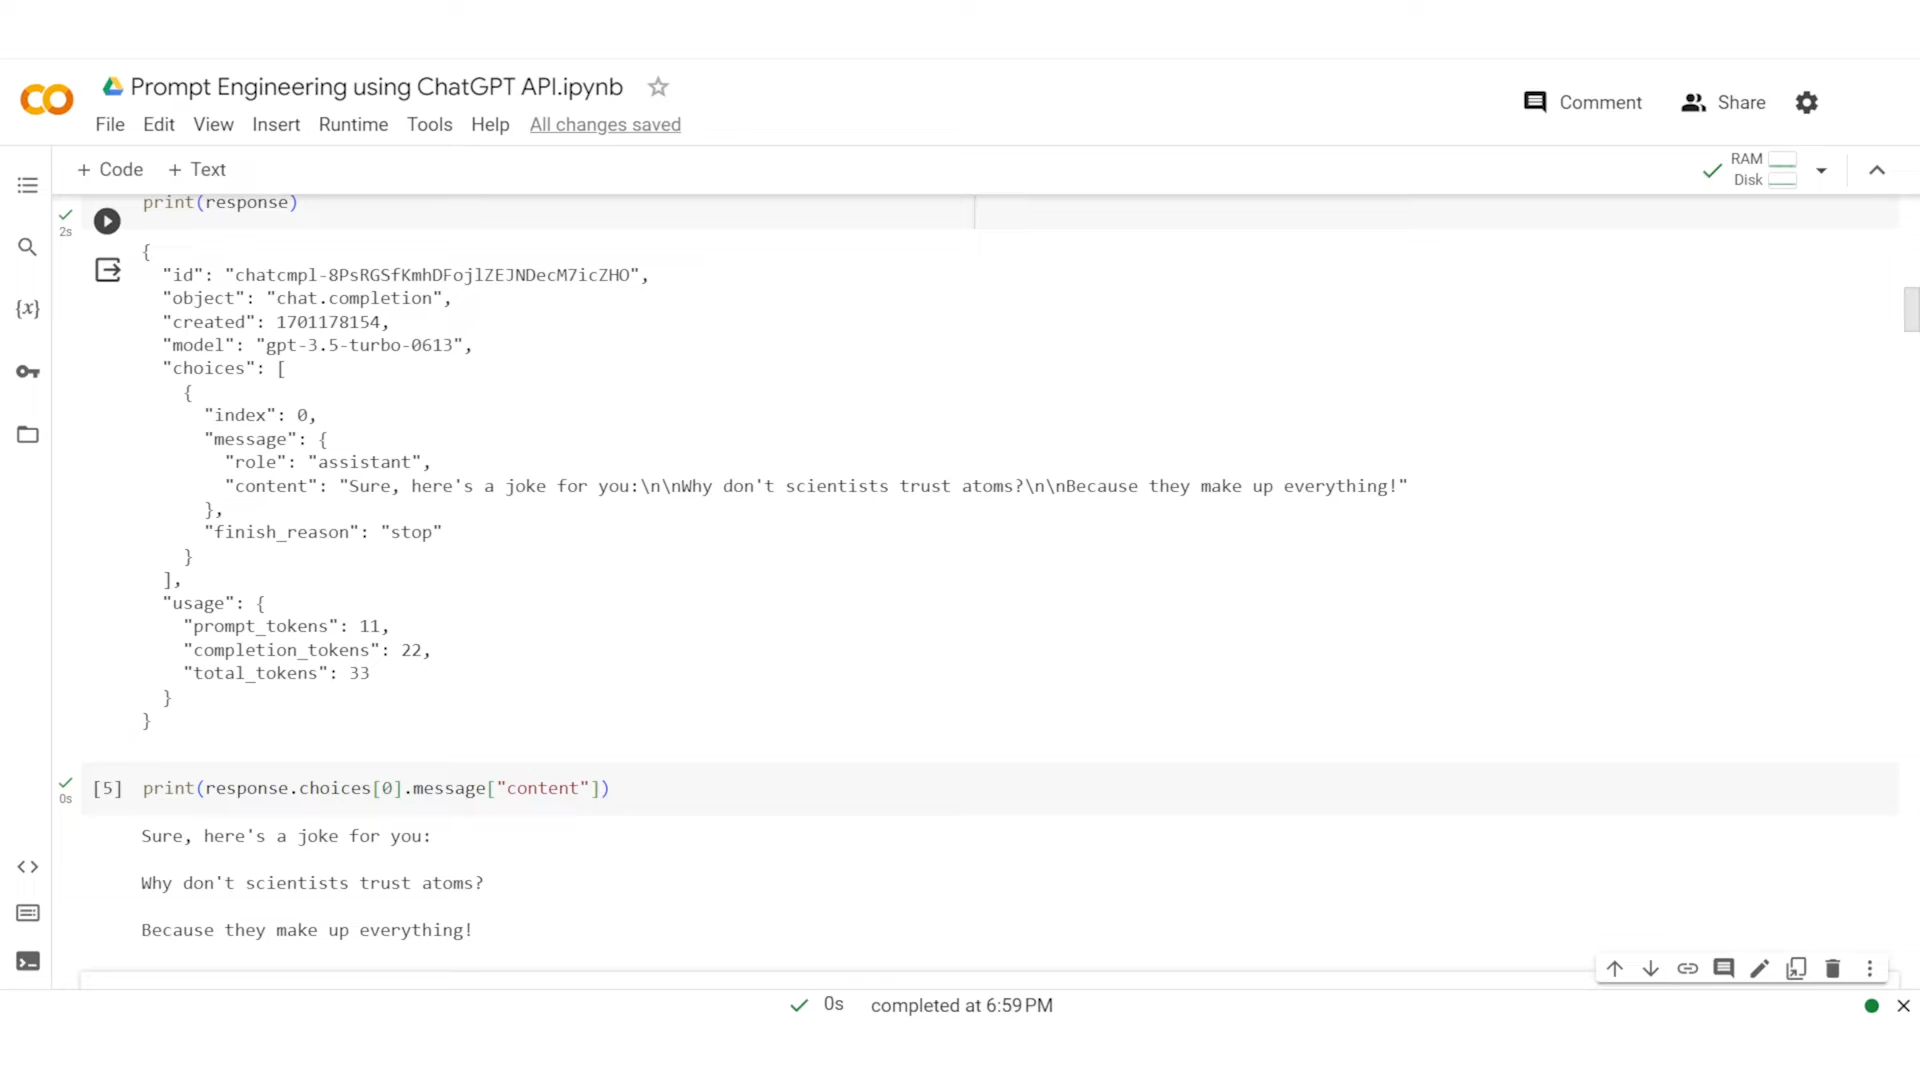 Prompt Engineering using ChatGPT API.ipynb
File Edit View Insert Runtime Tools Help All changes saved
Comment Share
+ Code + Text
RAM
Disk
print(response)
2s
{
"id": "chatcmpl-8PsRGSfKmhDFojlZEJNDecM7icZHO",
"object": "chat.completion",
"created": 1701178154,
"model": "gpt-3.5-turbo-0613",
"choices": [
{
"index": 0,
"message": {
"role": "assistant",
"content": "Sure, here's a joke for you:\n\nWhy don't scientists trust atoms?\n\nBecause they make up everything!"
},
"finish_reason": "stop"
}
],
"usage": {
"prompt_tokens": 11,
"completion_tokens": 22,
"total_tokens": 33
}
}
[5] print(response.choices[0].message["content"])
0s
Sure, here's a joke for you:
Why don't scientists trust atoms?
Because they make up everything!
0s completed at 6:59 PM